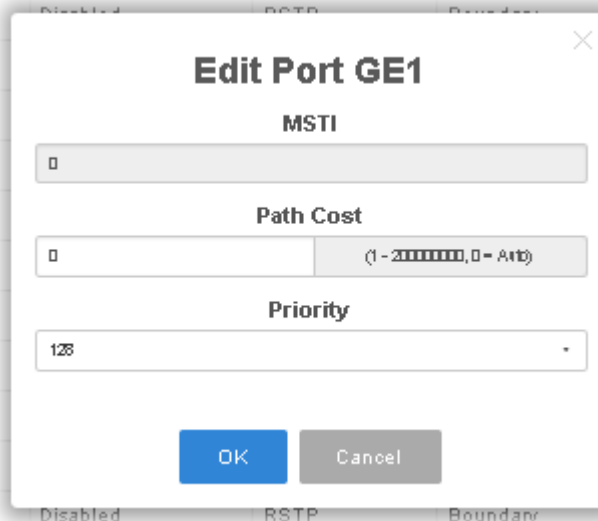 Disabled RSTP Boundary
Edit Port GE1
MSTI
0
Path Cost
0 (1 - 200000000, 0 = Auto)
Priority
128
OK Cancel
Disabled RSTP Boundary